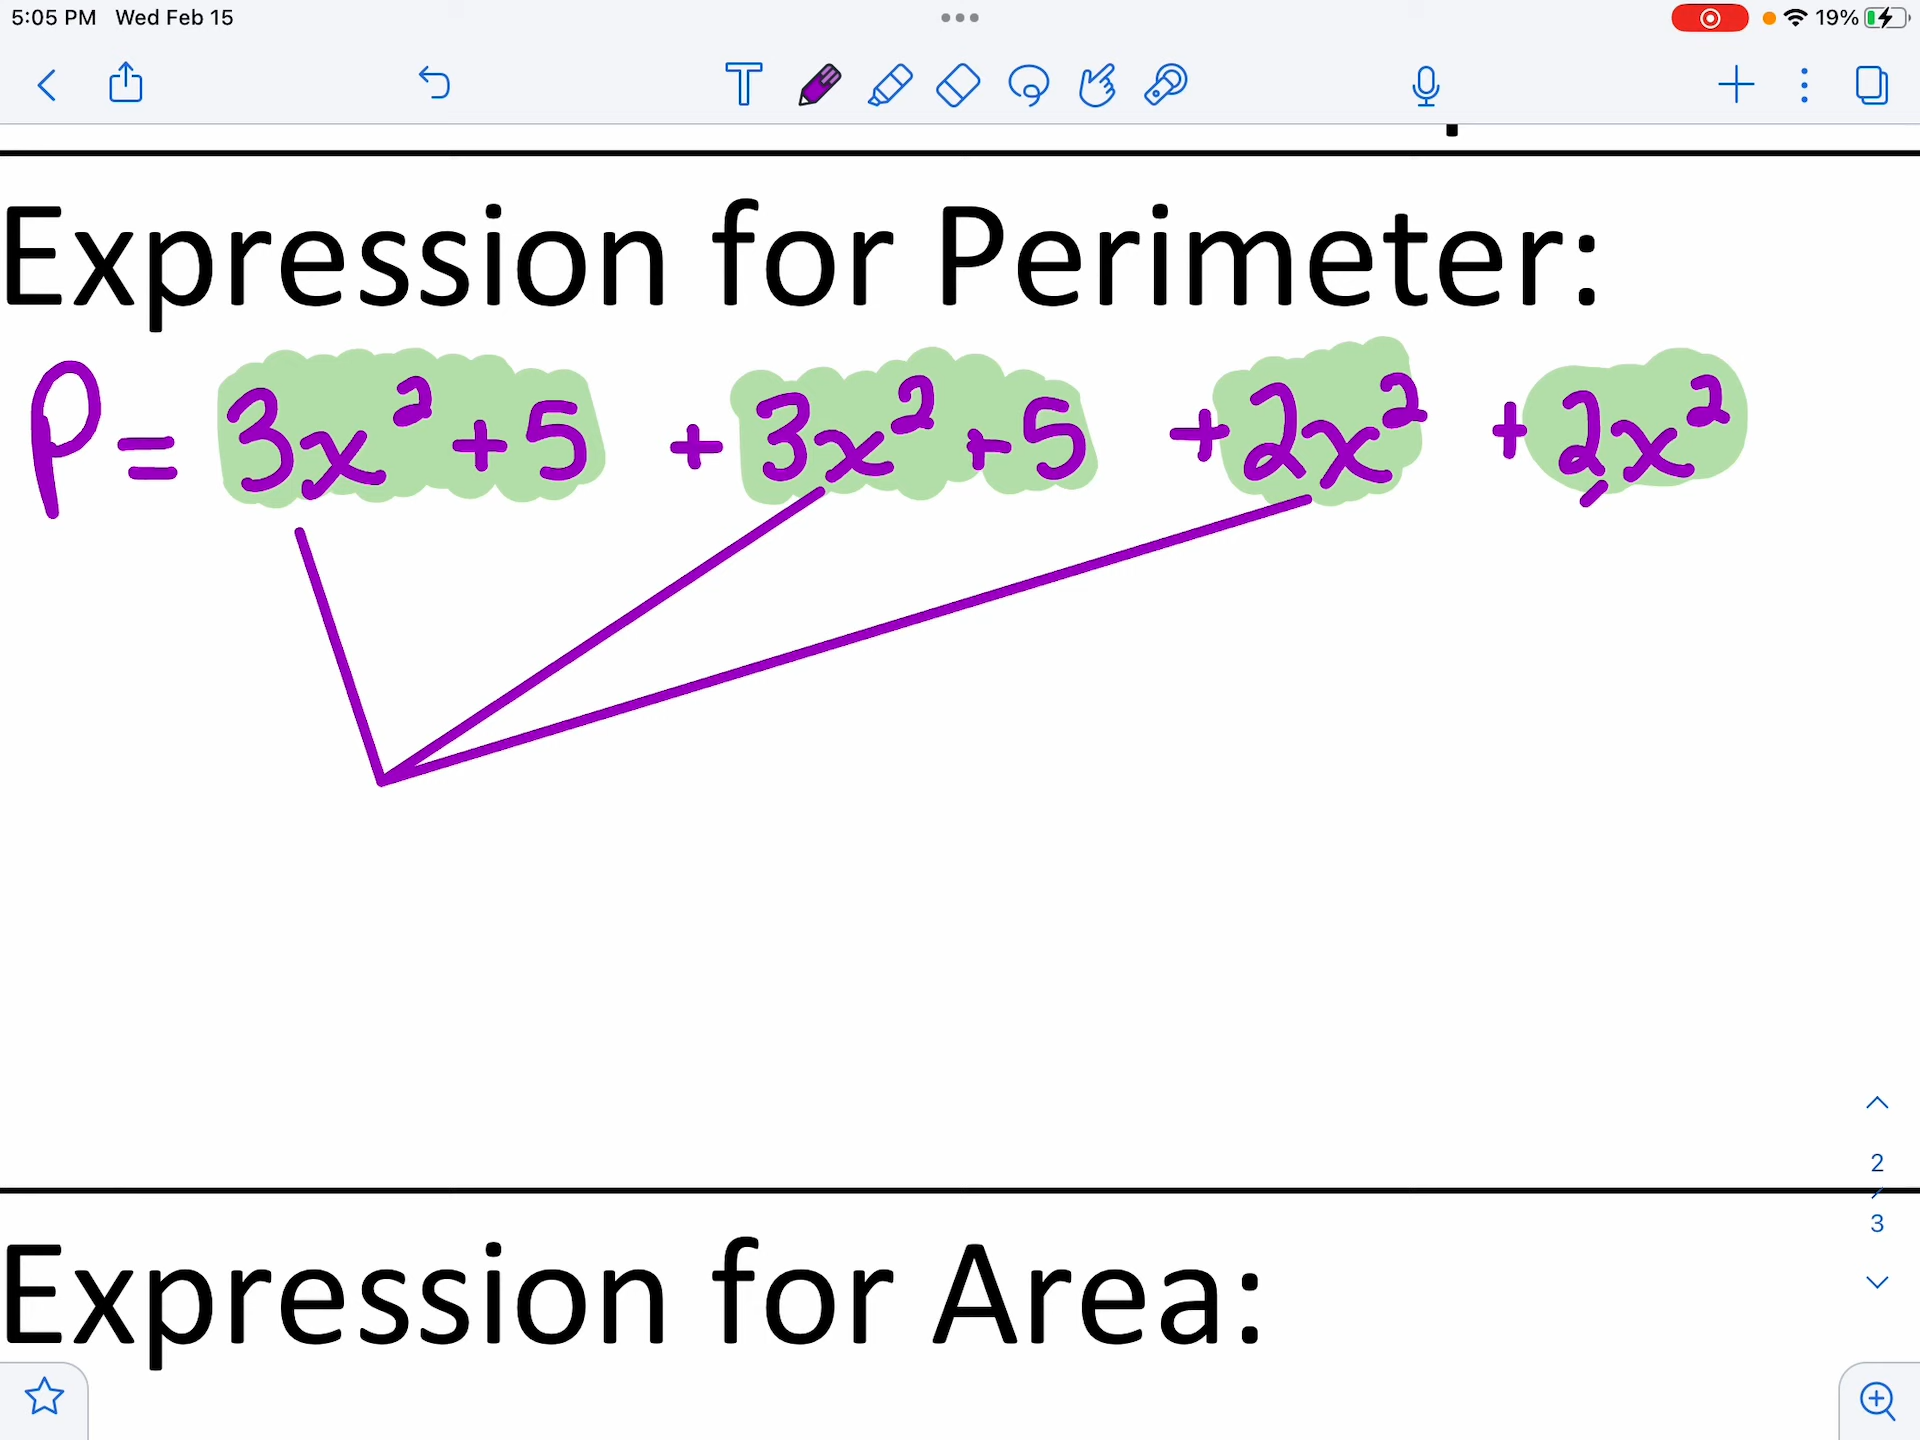 5:05 PM Wed Feb 15
19%
T
Expression for Perimeter:
P = 3x² + 5 + 3x² + 5 + 2x² + 2x²
2
/
3
Expression for Area: